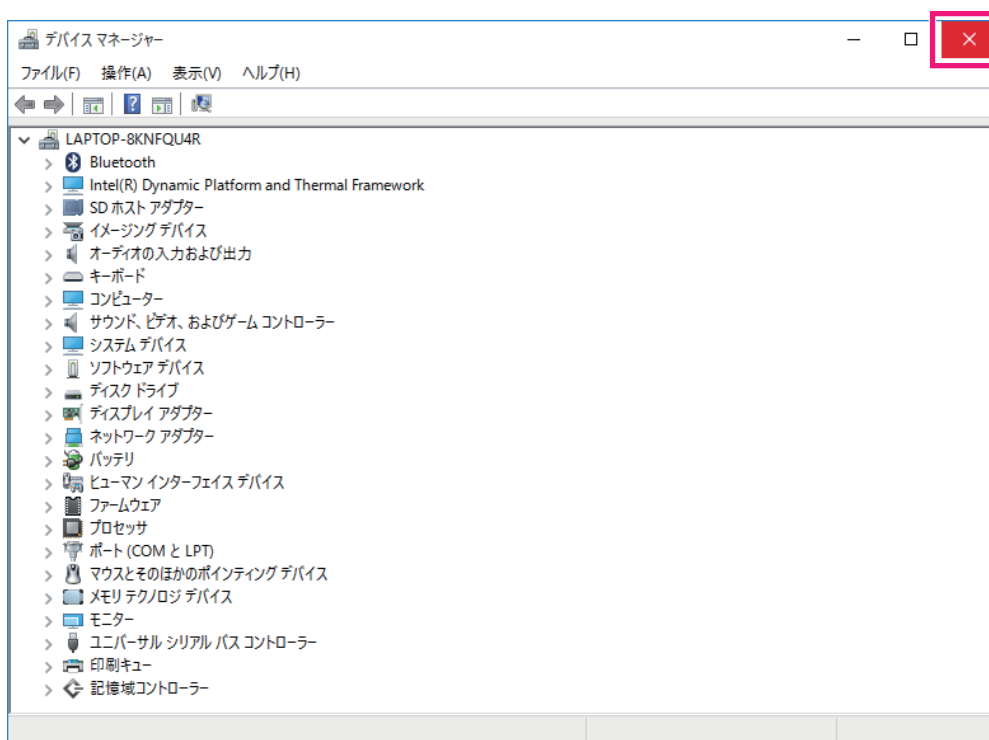 デバイス マネージャー
ファイル(F) 操作(A) 表示(V) ヘルプ(H)
LAPTOP-8KNFQU4R
Bluetooth
Intel(R) Dynamic Platform and Thermal Framework
SD ホスト アダプター
イメージング デバイス
オーディオの入力および出力
キーボード
コンピューター
サウンド、ビデオ、およびゲーム コントローラー
システム デバイス
ソフトウェア デバイス
ディスク ドライブ
ディスプレイ アダプター
ネットワーク アダプター
バッテリ
ヒューマン インターフェイス デバイス
ファームウェア
プロセッサ
ポート (COM と LPT)
マウスとそのほかのポインティング デバイス
メモリ テクノロジ デバイス
モニター
ユニバーサル シリアル バス コントローラー
印刷キュー
記憶域コントローラー